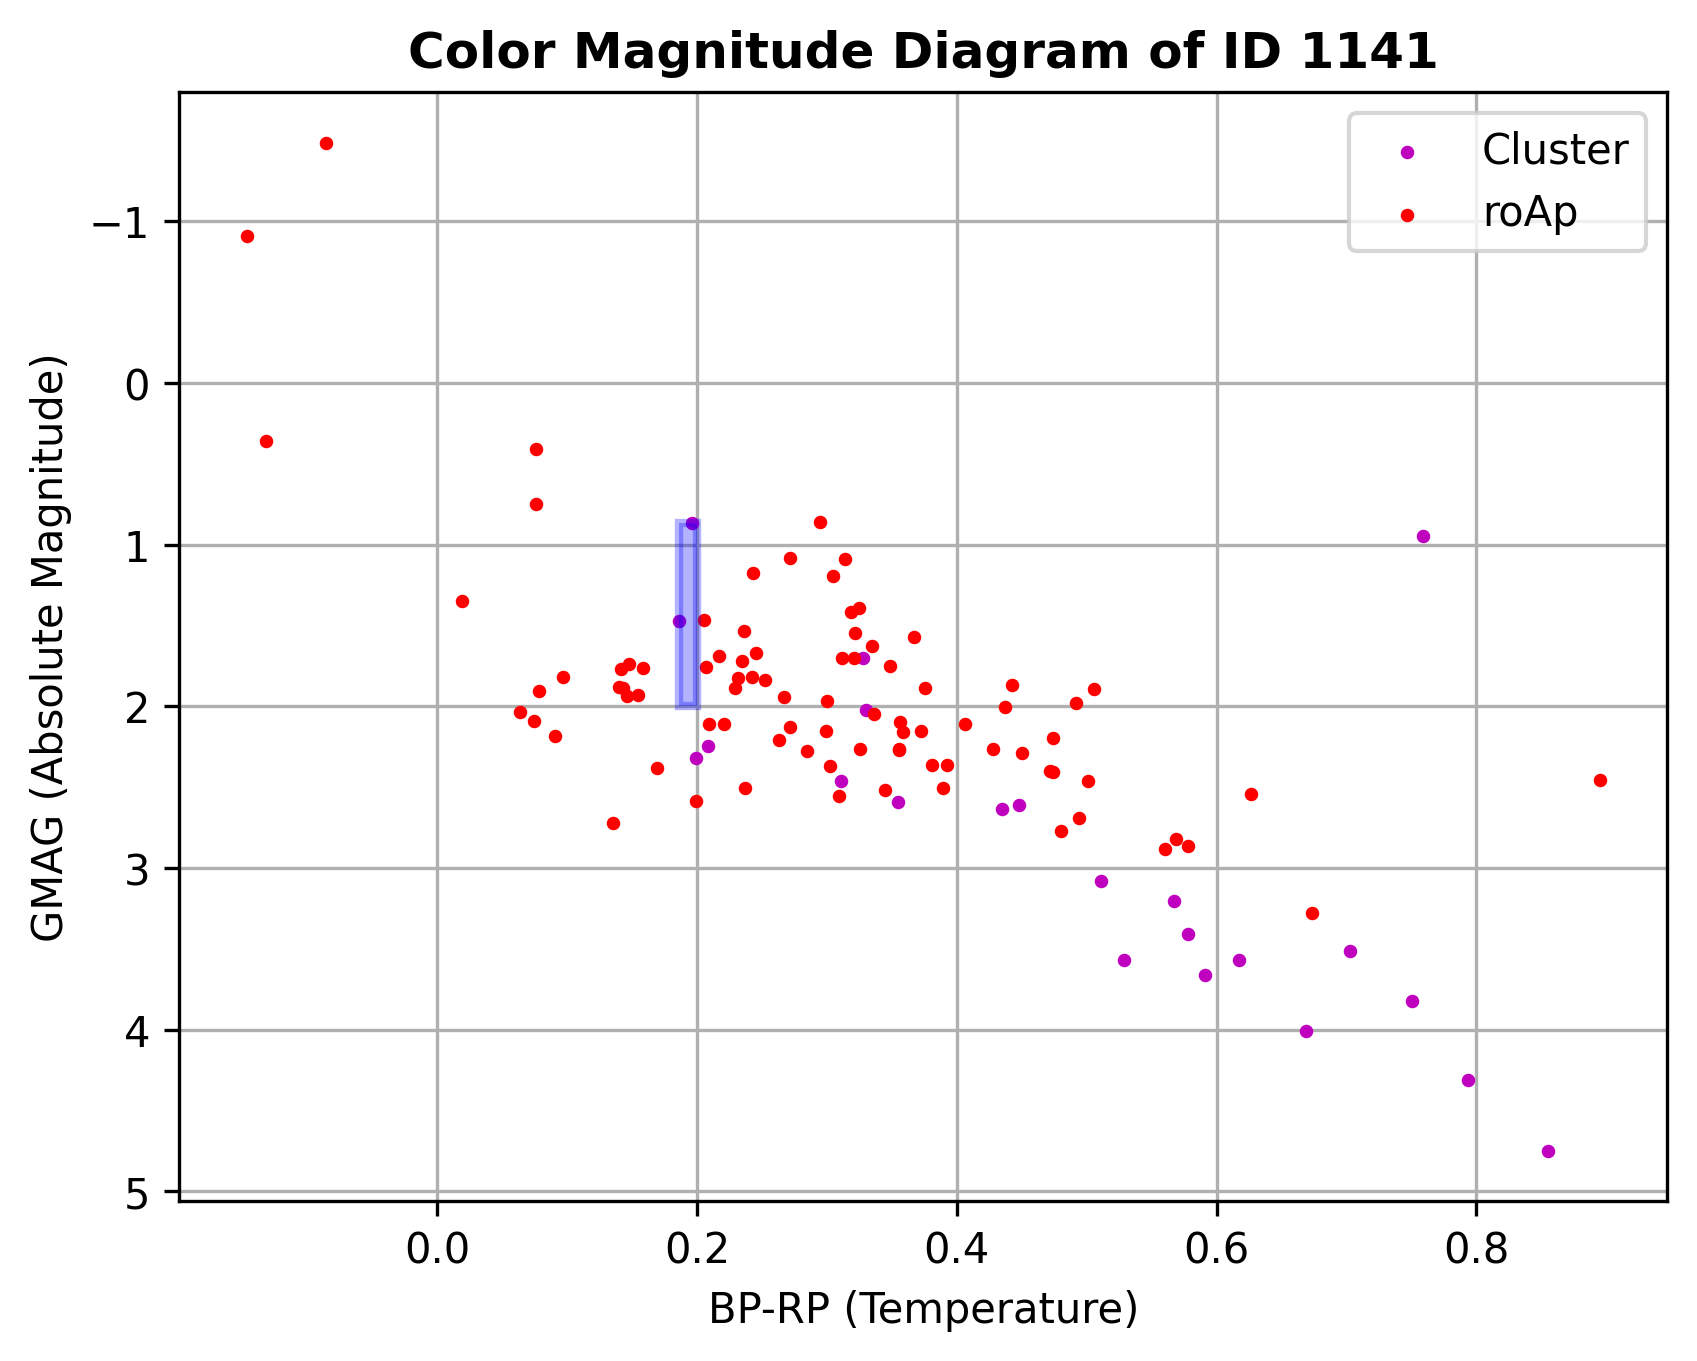 Color Magnitude Diagram of ID 1141
Cluster
roAp
−1
0
1
2
3
4
5
GMAG (Absolute Magnitude)
0.0 0.2 0.4 0.6 0.8
BP-RP (Temperature)